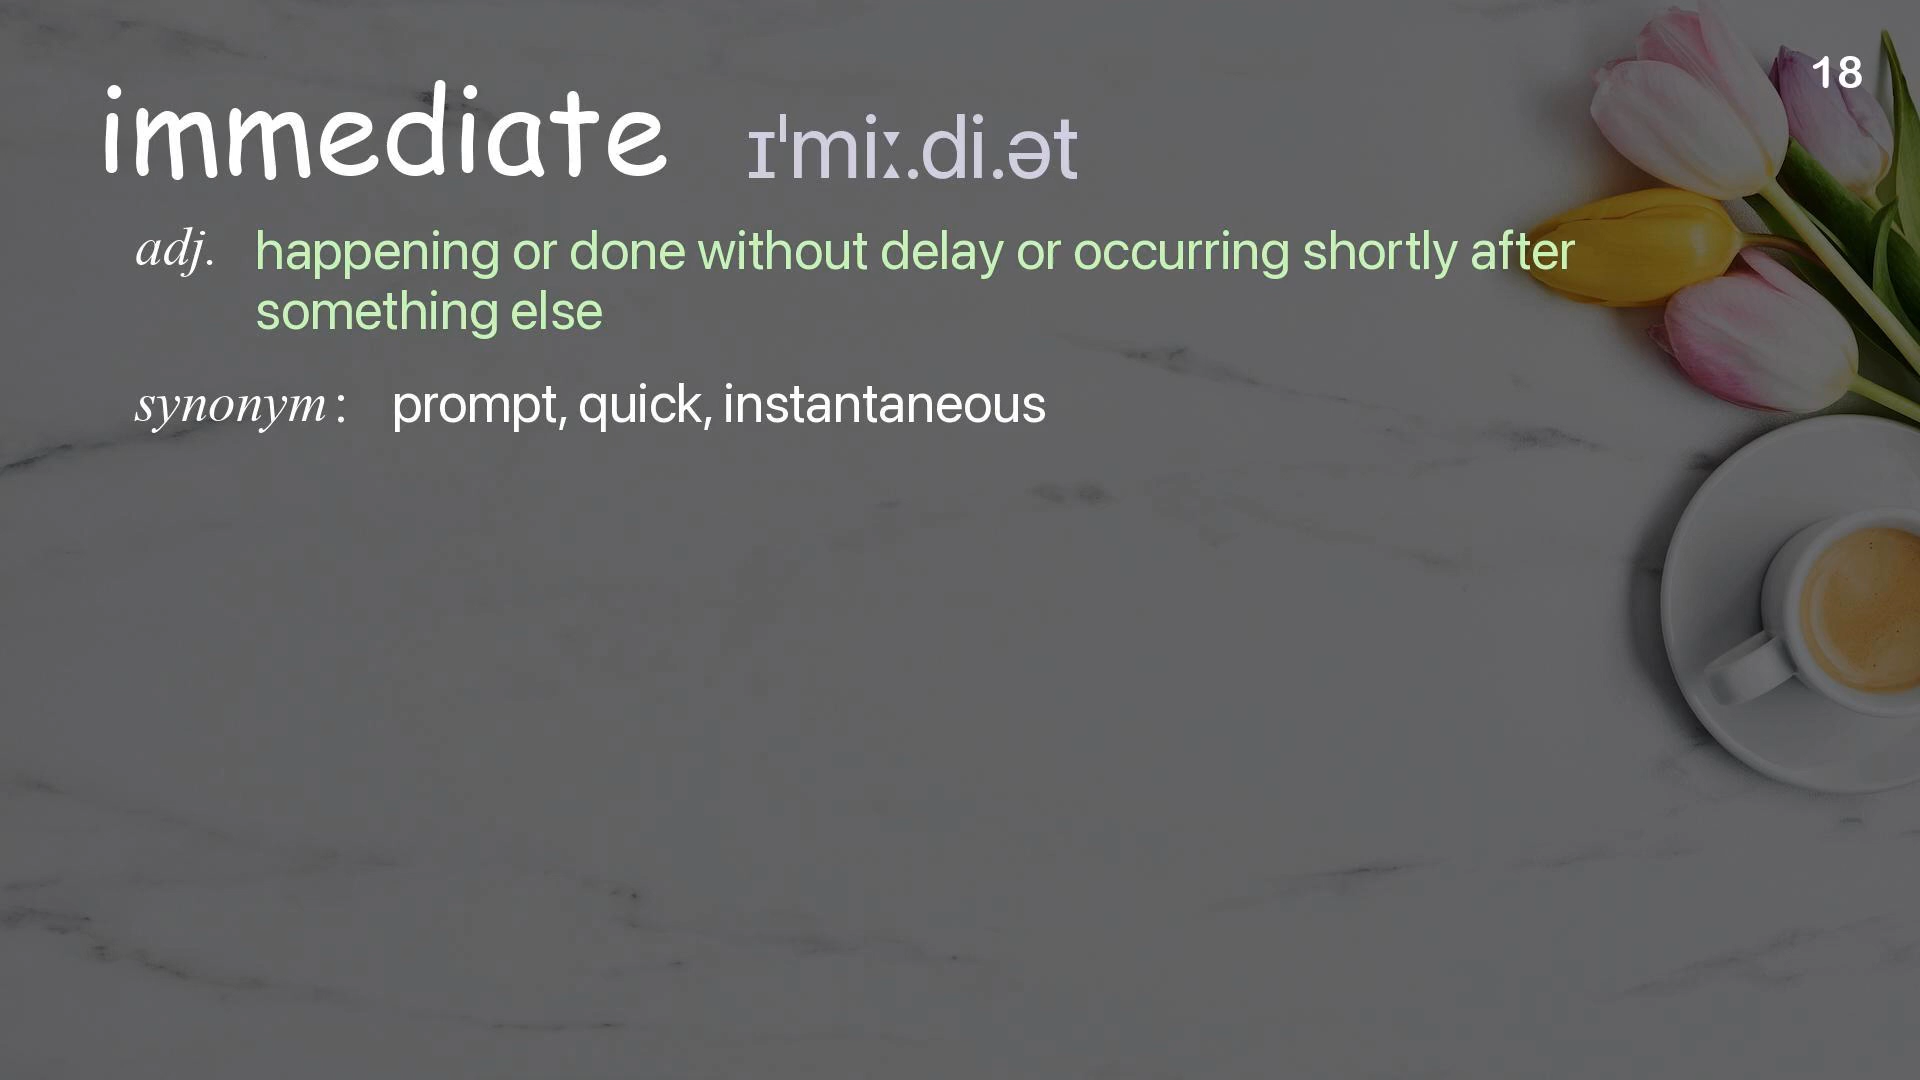 18
immediate ɪˈmiː.di.ət
adj. happening or done without delay or occurring shortly after
something else
synonym: prompt, quick, instantaneous